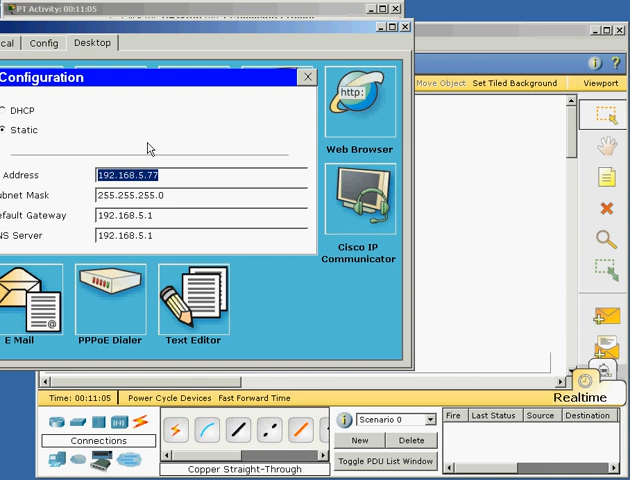 PT Activity: 00:11:05
cal Config Desktop
Configuration X
DHCP
Static
Address 192.168.5.77
ubnet Mask 255.255.255.0
efault Gateway 192.168.5.1
NS Server 192.168.5.1
http:
Web Browser
Cisco IP
Communicator
E Mail PPPoE Dialer Text Editor
Move Object Set Tiled Background Viewport
Realtime
Time: 00:11:05 Power Cycle Devices Fast Forward Time
Connections
Copper Straight-Through
Scenario 0
New Delete
Toggle PDU List Window
Fire Last Status Source Destination